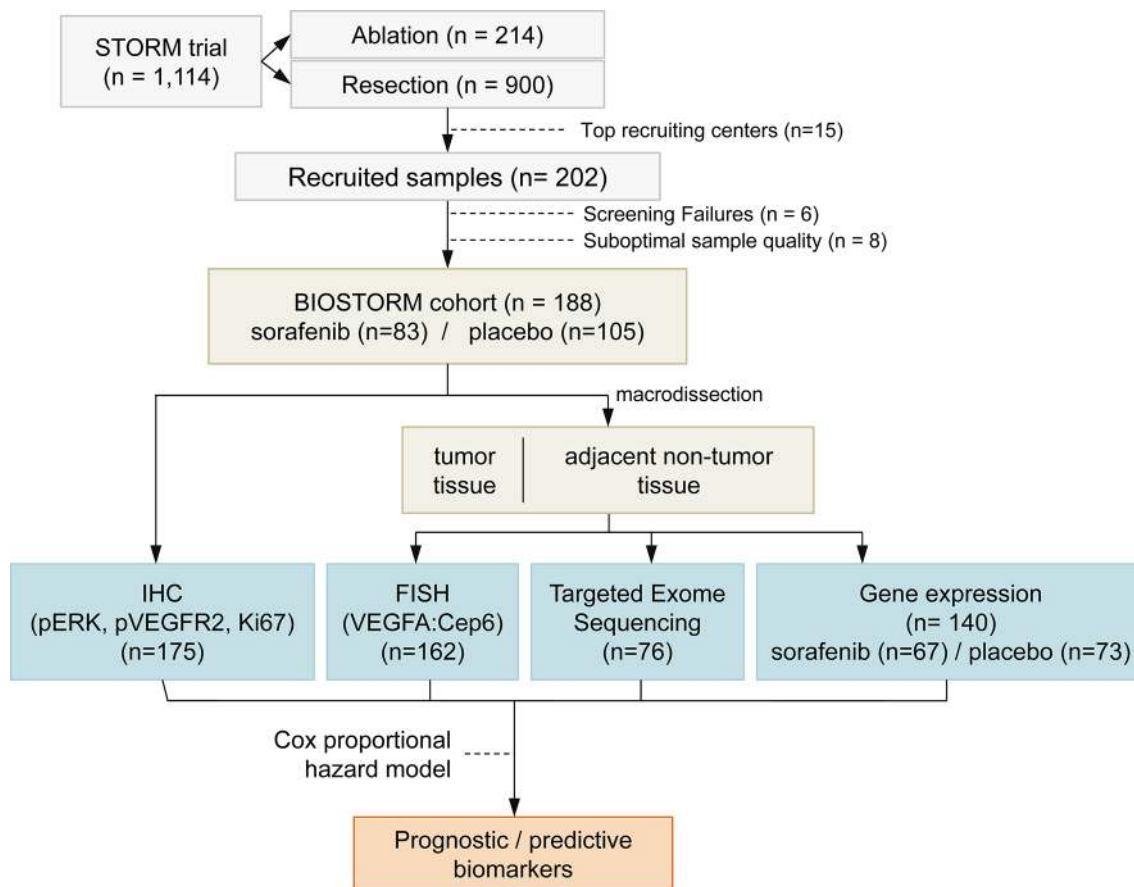 STORM trial
(n = 1,114)
Ablation (n = 214)
Resection (n = 900)
Top recruiting centers (n=15)
Recruited samples (n= 202)
Screening Failures (n = 6)
Suboptimal sample quality (n = 8)
BIOSTORM cohort (n = 188)
sorafenib (n=83) / placebo (n=105)
macrodissection
tumor
tissue
adjacent non-tumor
tissue
IHC
(pERK, pVEGFR2, Ki67)
(n=175)
FISH
(VEGFA:Cep6)
(n=162)
Targeted Exome
Sequencing
(n=76)
Gene expression
(n= 140)
sorafenib (n=67) / placebo (n=73)
Cox proportional
hazard model
Prognostic / predictive
biomarkers